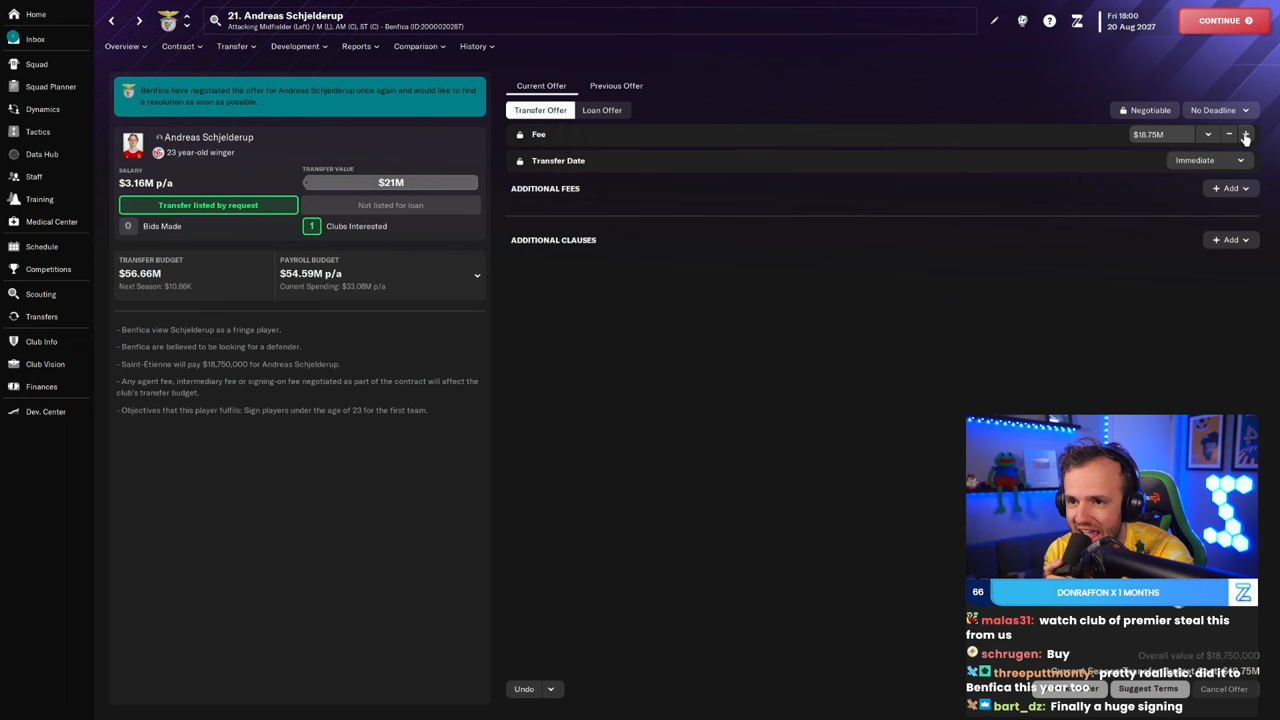 Home
Inbox
Squad
Squad Planner
Dynamics
Tactics
Data Hub
Staff
Training
Medical Center
Schedule
Competitions
Scouting
Transfers
Club Info
Club Vision
Finances
Dev. Center
21. Andreas Schjelderup
Attacking Midfielder (Left) / M (L), AM (C), ST (C) - Benfica (ID:2000020287)
Fri 18:00
20 Aug 2027
CONTINUE
Overview
Contract
Transfer
Development
Reports
Comparison
History
Benfica have negotiated the offer for Andreas Schjelderup once again and would like to find
a resolution as soon as possible.
Andreas Schjelderup
23 year-old winger
SALARY
$3.16M p/a
TRANSFER VALUE
$21M
Transfer listed by request
Not listed for loan
0 Bids Made
1 Clubs Interested
TRANSFER BUDGET
$56.66M
Next Season: $10.66K
PAYROLL BUDGET
$54.59M p/a
Current Spending: $33.08M p/a
- Benfica view Schjelderup as a fringe player.
- Benfica are believed to be looking for a defender.
- Saint-Étienne will pay $18,750,000 for Andreas Schjelderup.
- Any agent fee, intermediary fee or signing-on fee negotiated as part of the contract will affect the
club's transfer budget.
- Objectives that this player fulfils: Sign players under the age of 23 for the first team.
Current Offer
Previous Offer
Transfer Offer
Loan Offer
Negotiable
No Deadline
Fee
$18.75M
Transfer Date
Immediate
ADDITIONAL FEES
+ Add
ADDITIONAL CLAUSES
+ Add
66
DONRAFFON X 1 MONTHS
malas31: watch club of premier steal this
from us
schrugen: Buy
Overall value of $18,750,000
threeputtmonty: pretty realistic. did it to
Benfica this year too
bart_dz: Finally a huge signing
Undo
Suggest Terms
Cancel Offer